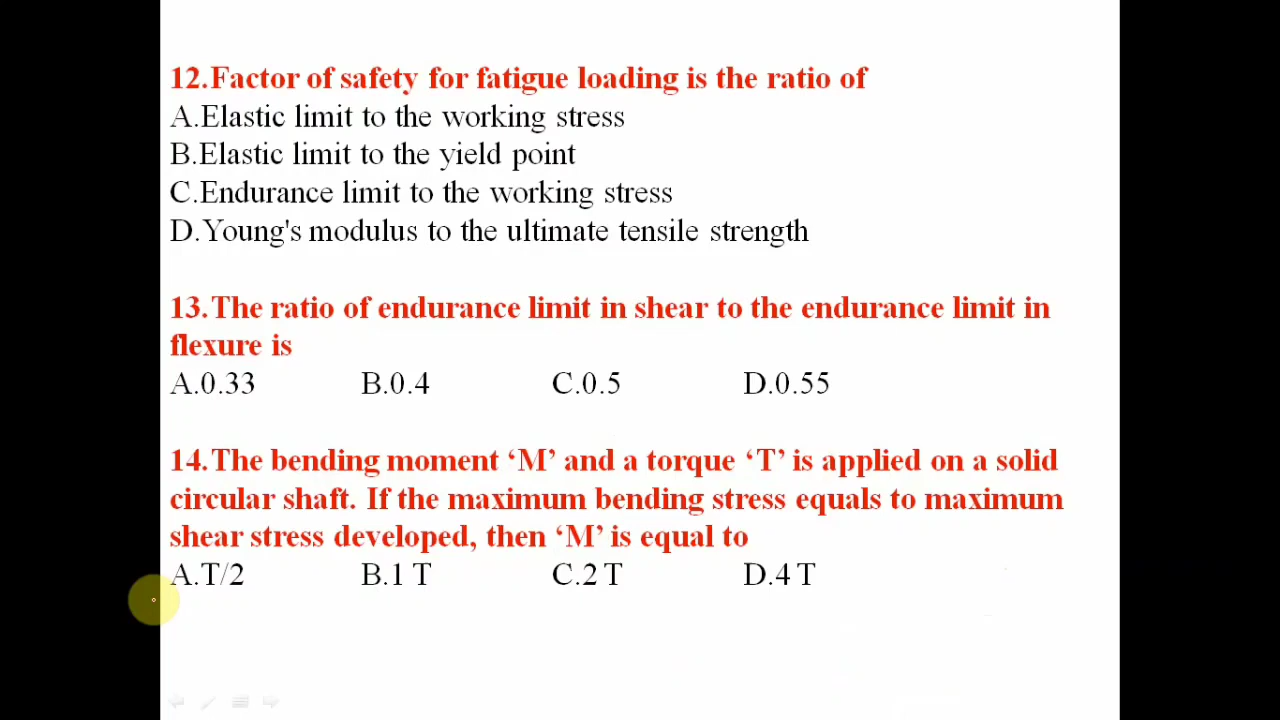 12.Factor of safety for fatigue loading is the ratio of
A.Elastic limit to the working stress
B.Elastic limit to the yield point
C.Endurance limit to the working stress
D.Young's modulus to the ultimate tensile strength
13.The ratio of endurance limit in shear to the endurance limit in
flexure is
A.0.33 B.0.4 C.0.5 D.0.55
14.The bending moment ‘M’ and a torque ‘T’ is applied on a solid
circular shaft. If the maximum bending stress equals to maximum
shear stress developed, then ‘M’ is equal to
A.T/2 B.1 T C.2 T D.4 T